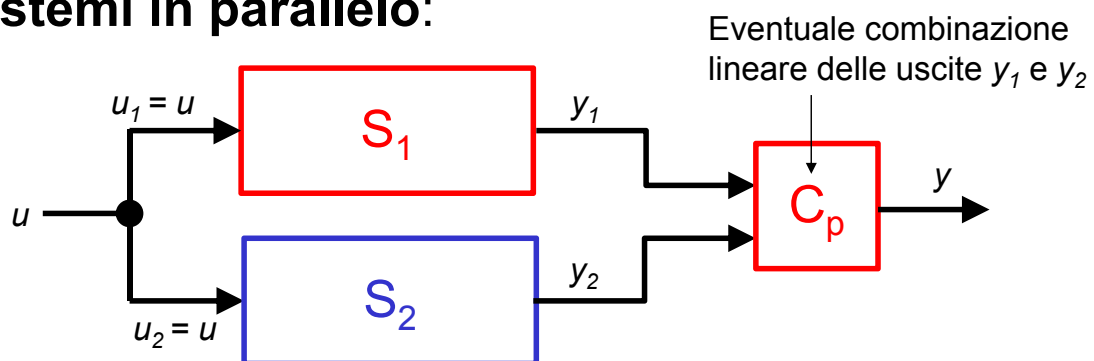 stemi in parallelo:
Eventuale combinazione
lineare delle uscite y₁ e y₂
u₁ = u
S₁
y₁
u
Cₚ
y
u₂ = u
S₂
y₂